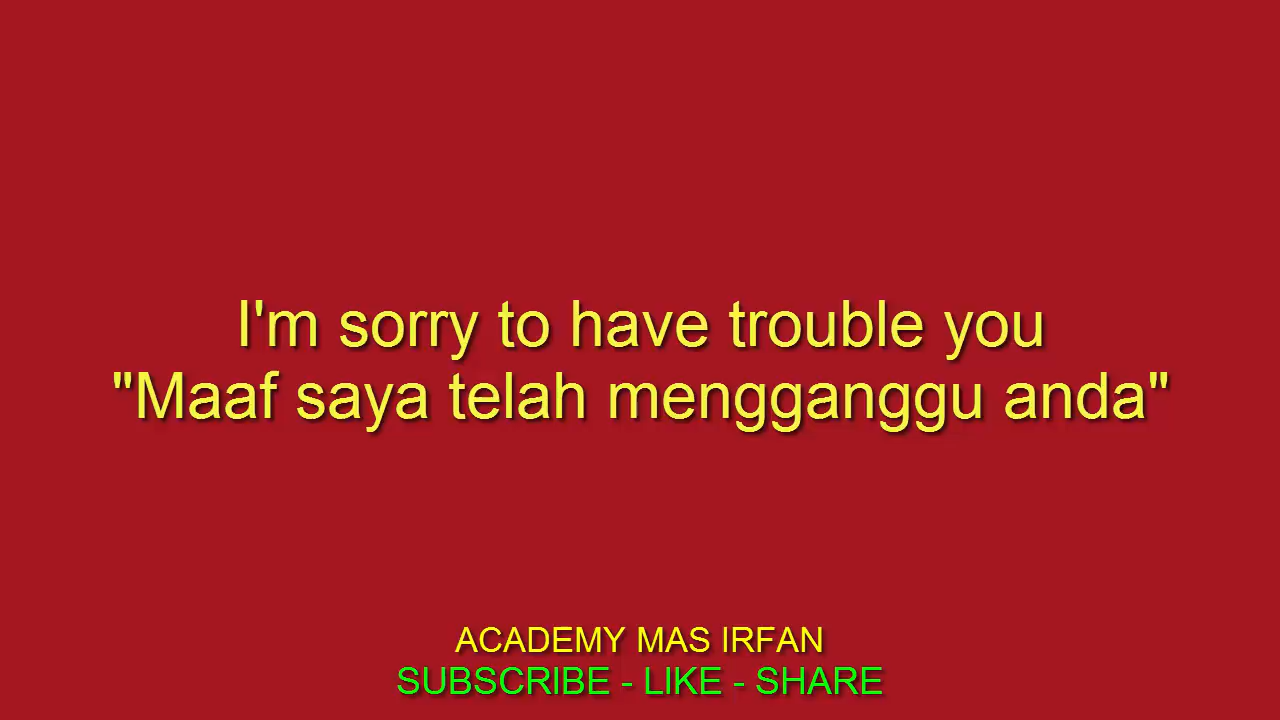 I'm sorry to have trouble you
"Maaf saya telah mengganggu anda"
ACADEMY MAS IRFAN
SUBSCRIBE - LIKE - SHARE